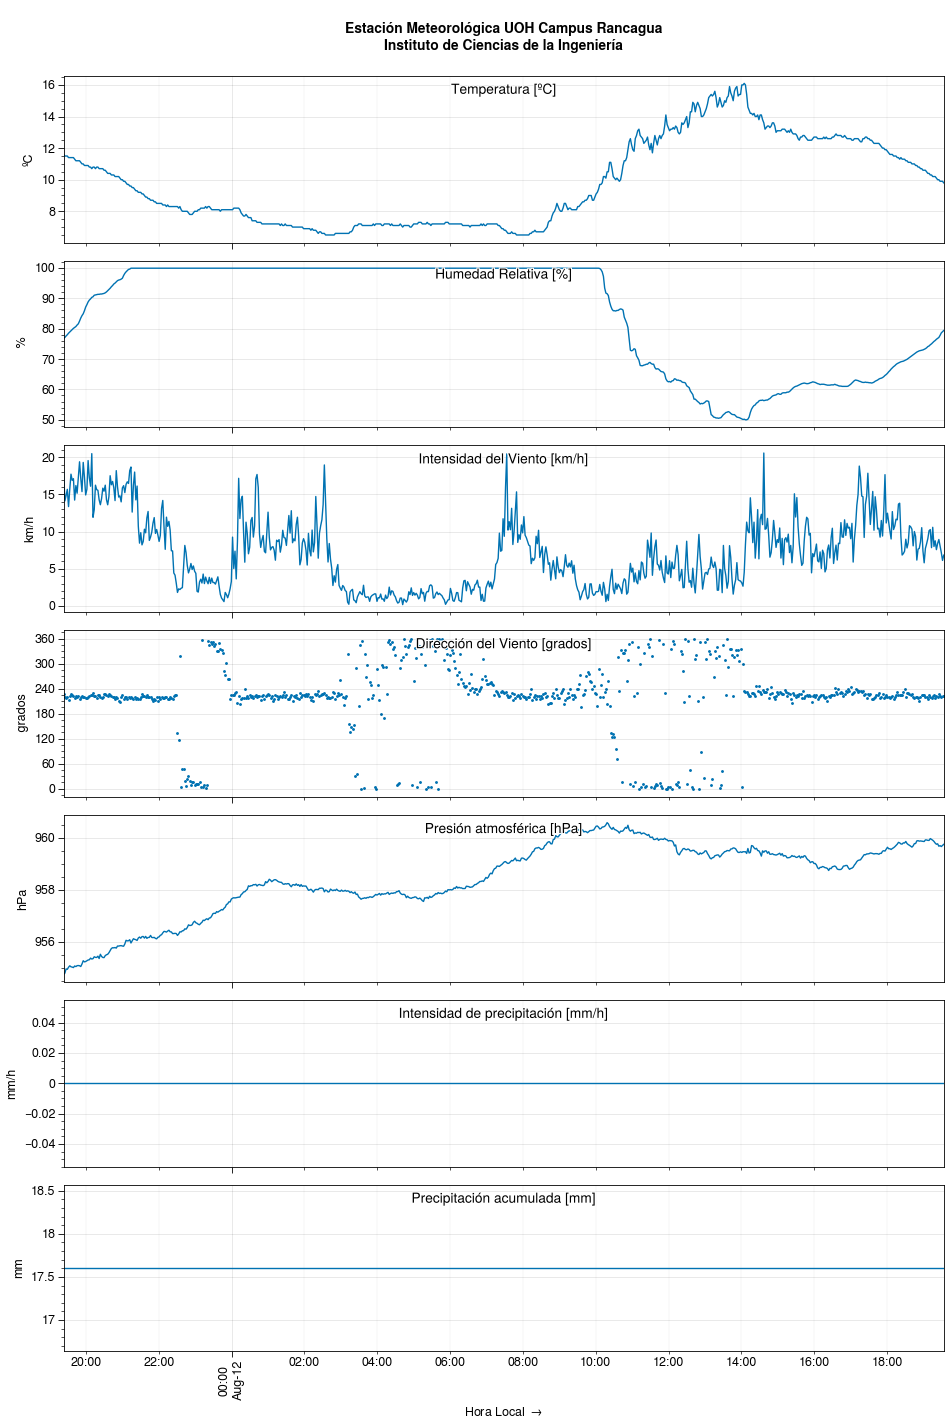 Estación Meteorológica UOH Campus Rancagua
Instituto de Ciencias de la Ingeniería
Temperatura [ºC]
16
14
12
10
8
ºC
Humedad Relativa [%]
100
90
80
70
60
50
%
Intensidad del Viento [km/h]
20
15
10
5
0
km/h
Dirección del Viento [grados]
360
300
240
180
120
60
0
grados
Presión atmosférica [hPa]
960
958
956
hPa
Intensidad de precipitación [mm/h]
0.04
0.02
0
−0.02
−0.04
mm/h
Precipitación acumulada [mm]
18.5
18
17.5
17
mm
20:00 22:00 00:00 02:00 04:00 06:00 08:00 10:00 12:00 14:00 16:00 18:00
Aug-12
Hora Local →